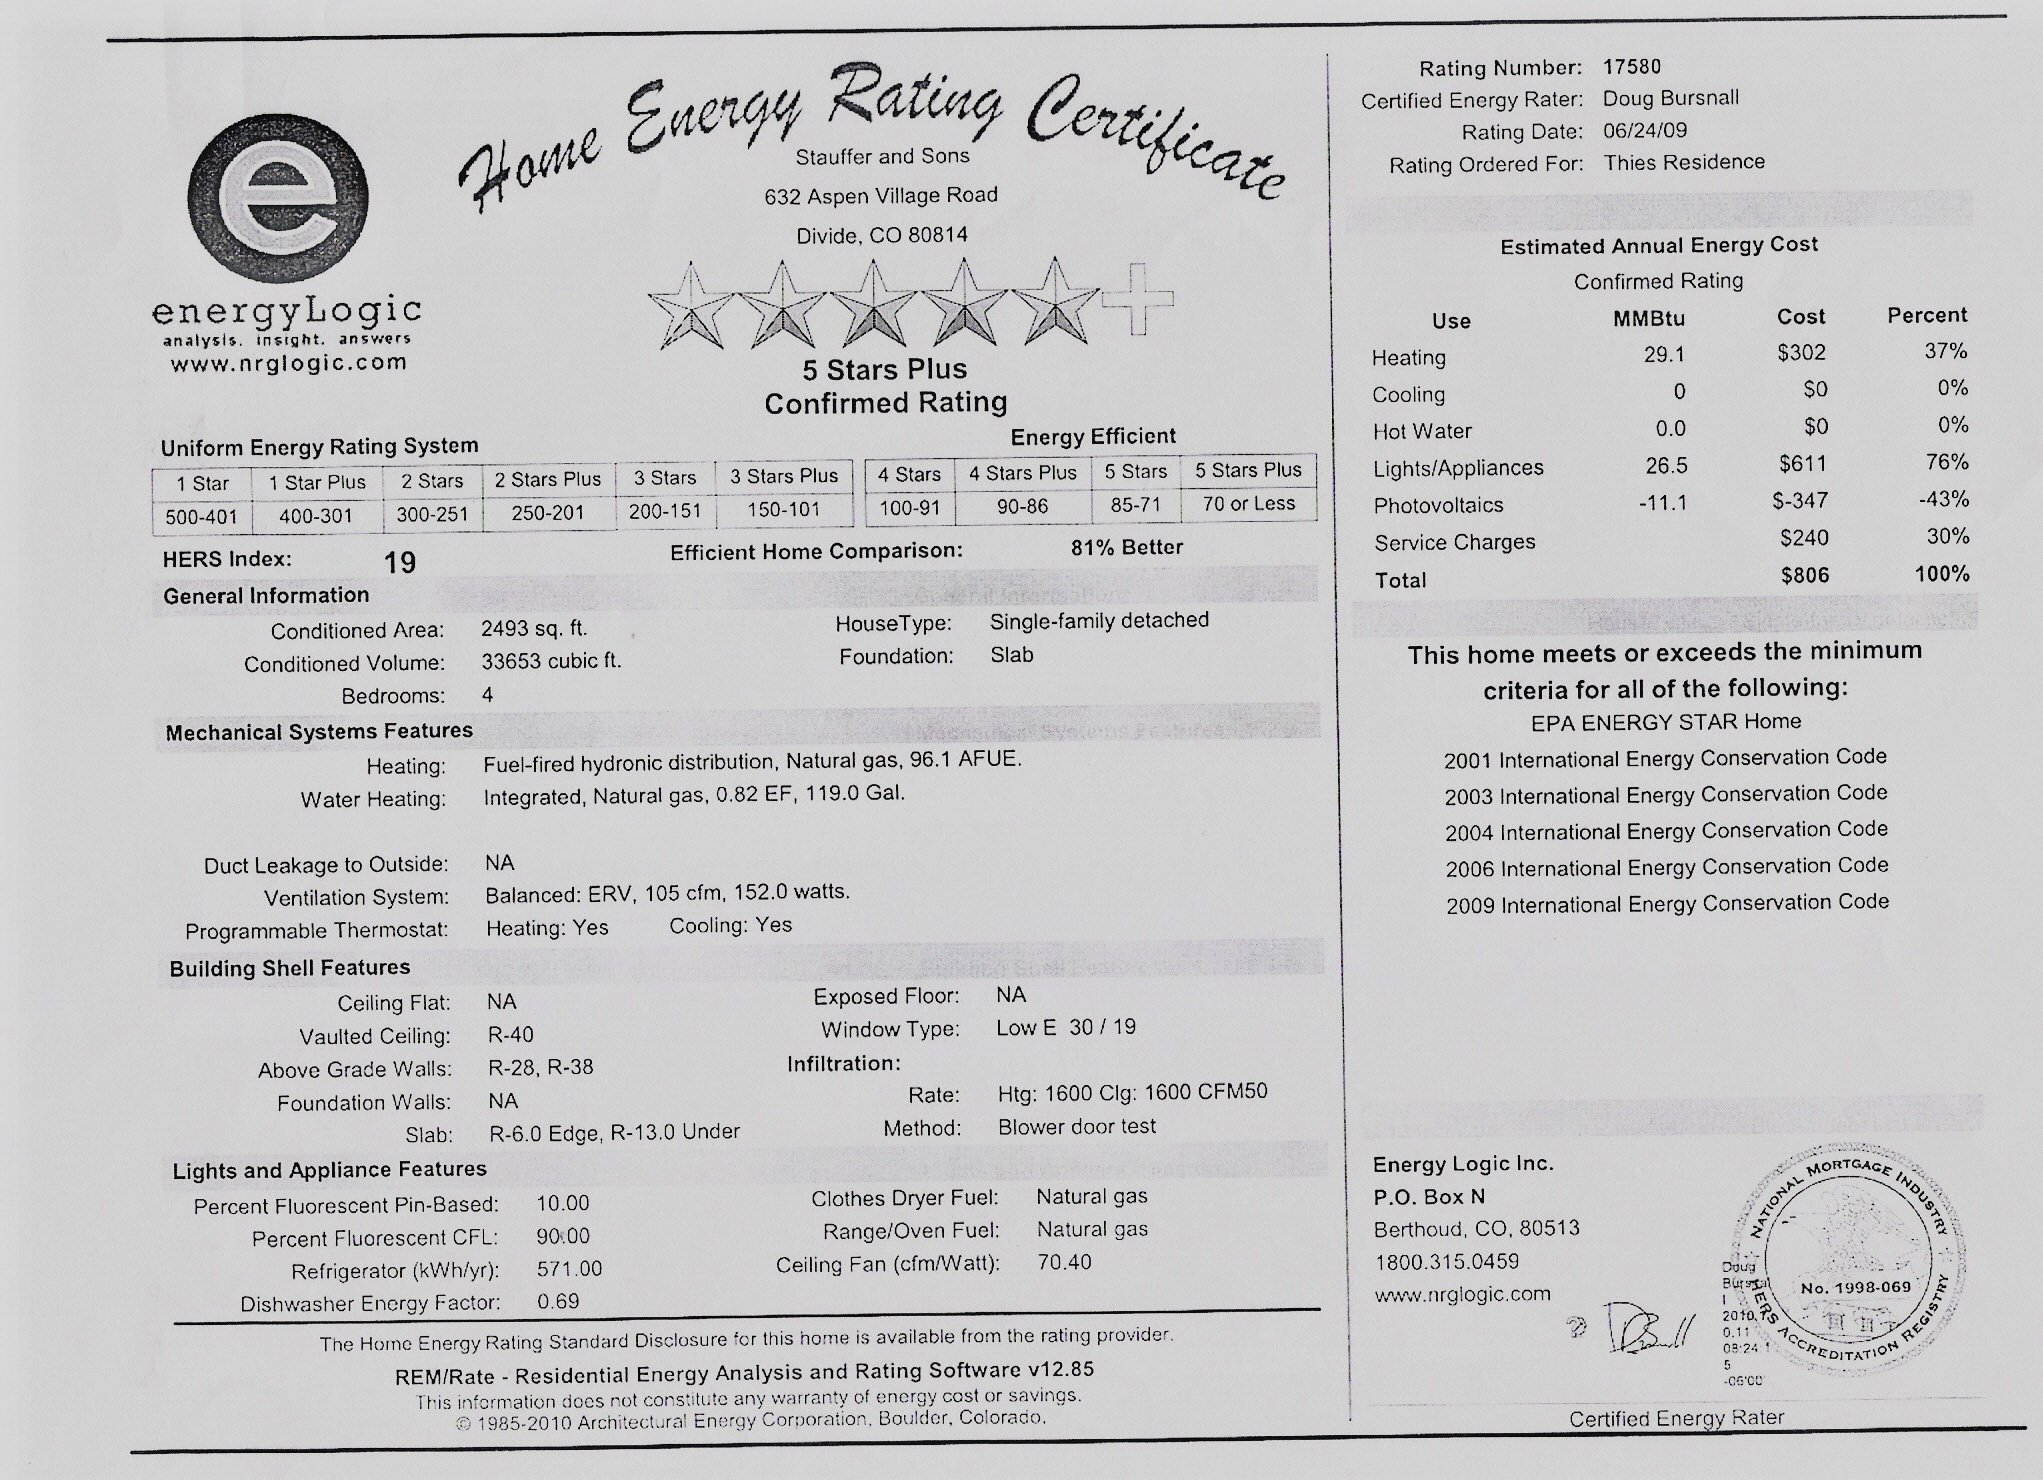 Home Energy Rating Certificate
Stauffer and Sons
632 Aspen Village Road
Divide, CO 80814
e
energyLogic
analysis. insight. answers
www.nrglogic.com
5 Stars Plus
Confirmed Rating
Uniform Energy Rating System Energy Efficient
1 Star 1 Star Plus 2 Stars 2 Stars Plus 3 Stars 3 Stars Plus 4 Stars 4 Stars Plus 5 Stars 5 Stars Plus
500-401 400-301 300-251 250-201 200-151 150-101 100-91 90-86 85-71 70 or Less
HERS Index: 19 Efficient Home Comparison: 81% Better
General Information
Conditioned Area: 2493 sq. ft. HouseType: Single-family detached
Conditioned Volume: 33653 cubic ft. Foundation: Slab
Bedrooms: 4
Mechanical Systems Features
Heating: Fuel-fired hydronic distribution, Natural gas, 96.1 AFUE.
Water Heating: Integrated, Natural gas, 0.82 EF, 119.0 Gal.
Duct Leakage to Outside: NA
Ventilation System: Balanced: ERV, 105 cfm, 152.0 watts.
Programmable Thermostat: Heating: Yes Cooling: Yes
Building Shell Features
Ceiling Flat: NA Exposed Floor: NA
Vaulted Ceiling: R-40 Window Type: Low E 30 / 19
Above Grade Walls: R-28, R-38 Infiltration:
Foundation Walls: NA Rate: Htg: 1600 Clg: 1600 CFM50
Slab: R-6.0 Edge, R-13.0 Under Method: Blower door test
Lights and Appliance Features
Percent Fluorescent Pin-Based: 10.00 Clothes Dryer Fuel: Natural gas
Percent Fluorescent CFL: 90.00 Range/Oven Fuel: Natural gas
Refrigerator (kWh/yr): 571.00 Ceiling Fan (cfm/Watt): 70.40
Dishwasher Energy Factor: 0.69
The Home Energy Rating Standard Disclosure for this home is available from the rating provider.
REM/Rate - Residential Energy Analysis and Rating Software v12.85
This information does not constitute any warranty of energy cost or savings.
© 1985-2010 Architectural Energy Corporation, Boulder, Colorado.
Rating Number: 17580
Certified Energy Rater: Doug Bursnall
Rating Date: 06/24/09
Rating Ordered For: Thies Residence
Estimated Annual Energy Cost
Confirmed Rating
Use MMBtu Cost Percent
Heating 29.1 $302 37%
Cooling 0 $0 0%
Hot Water 0.0 $0 0%
Lights/Appliances 26.5 $611 76%
Photovoltaics -11.1 $-347 -43%
Service Charges $240 30%
Total $806 100%
This home meets or exceeds the minimum
criteria for all of the following:
EPA ENERGY STAR Home
2001 International Energy Conservation Code
2003 International Energy Conservation Code
2004 International Energy Conservation Code
2006 International Energy Conservation Code
2009 International Energy Conservation Code
Energy Logic Inc.
P.O. Box N
Berthoud, CO, 80513
1800.315.0459
www.nrglogic.com
NATIONAL MORTGAGE INDUSTRY
HERS ACCREDITATION REGISTRY
No. 1998-069
Doug
Certified Energy Rater